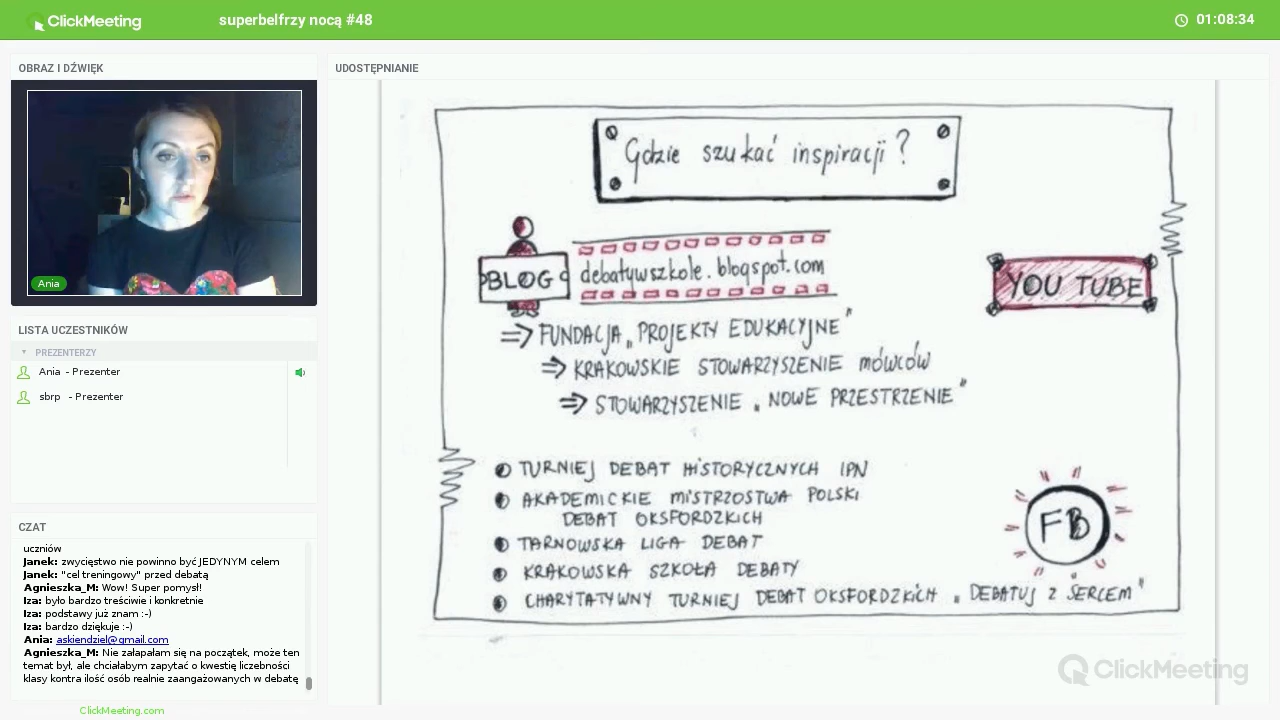 ClickMeeting
superbelfrzy nocą #48
01:08:34
OBRAZ I DŹWIĘK
Ania
LISTA UCZESTNIKÓW
PREZENTERZY
Ania - Prezenter
sbrp - Prezenter
CZAT
uczniów
Janek: zwycięstwo nie powinno być JEDYNYM celem
Janek: "cel treningowy" przed debatą
Agnieszka_M: Wow! Super pomysł!
Iza: było bardzo treściwie i konkretnie
Iza: podstawy już znam :-)
Iza: bardzo dziękuje :-)
Ania: askiendziel@gmail.com
Agnieszka_M: Nie załapałam się na początek, może ten
temat był, ale chciałabym zapytać o kwestię liczebności
klasy kontra ilość osób realnie zaangażowanych w debatę
ClickMeeting.com
UDOSTĘPNIANIE
Gdzie szukać inspiracji?
BLOG
debatywszkole.blogspot.com
YOU TUBE
⇒ FUNDACJA „PROJEKTY EDUKACYJNE"
⇒ KRAKOWSKIE STOWARZYSZENIE MÓWCÓW
⇒ STOWARZYSZENIE „NOWE PRZESTRZENIE"
TURNIEJ DEBAT HISTORYCZNYCH IPN
AKADEMICKIE MISTRZOSTWA POLSKI
DEBAT OKSFORDZKICH
TARNOWSKA LIGA DEBAT
KRAKOWSKA SZKOŁA DEBATY
CHARYTATYWNY TURNIEJ DEBAT OKSFORDZKICH „DEBATUJ Z SERCEM"
FB
ClickMeeting